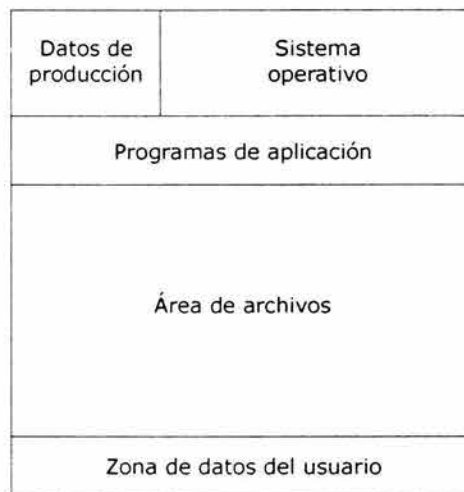 Datos de
producción
Sistema
operativo
Programas de aplicación
Área de archivos
Zona de datos del usuario